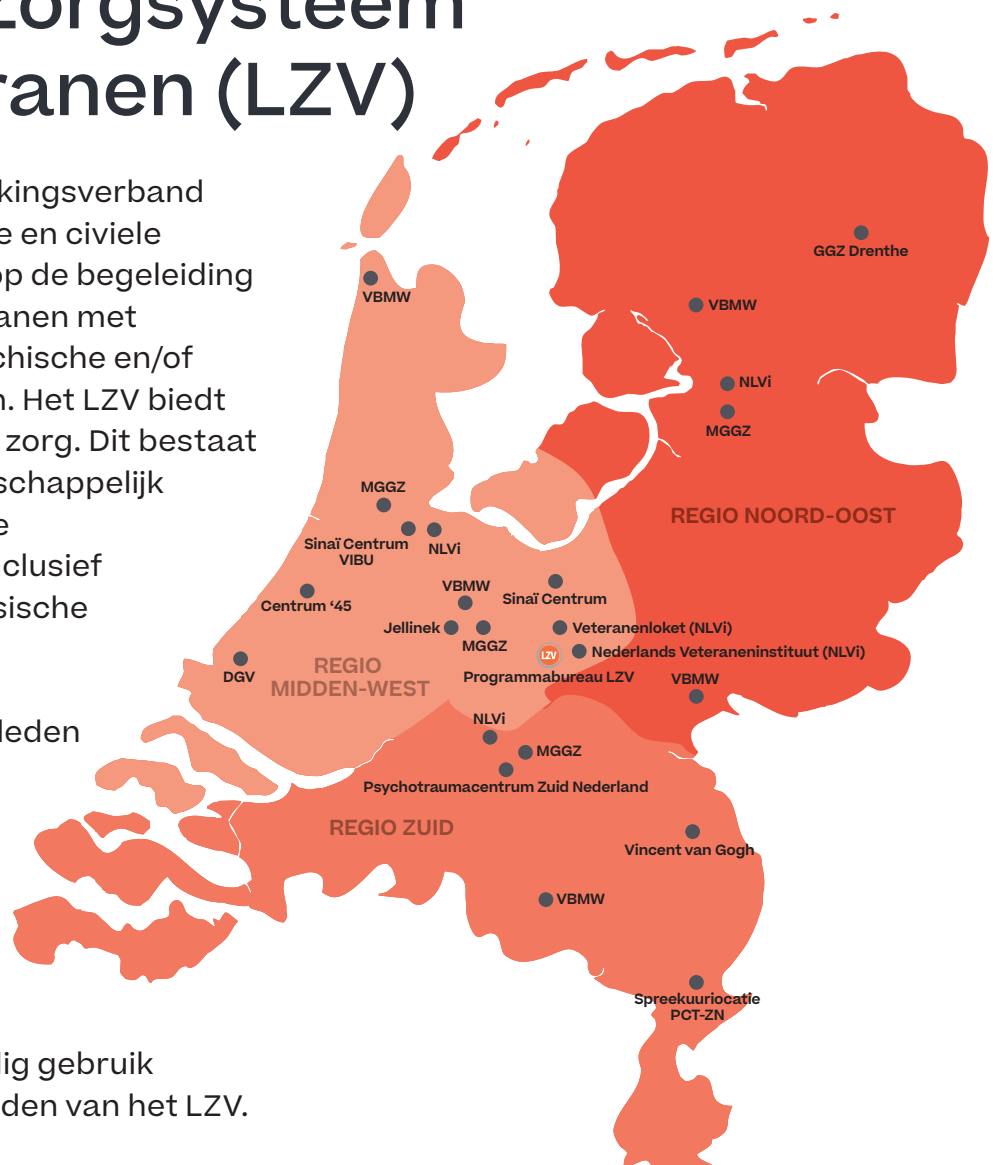 zorgsysteem
ranen (LZV)
kingsverband
e en civiele
op de begeleiding
anen met
chische en/of
n. Het LZV biedt
zorg. Dit bestaat
schappelijk
e
clusief
sische
leden
lig gebruik
den van het LZV.
GGZ Drenthe
VBMW
VBMW
NLVi
MGGZ
REGIO NOORD-OOST
MGGZ
Sinaï Centrum
VIBU
NLVi
Centrum ‘45
VBMW
Sinaï Centrum
Jellinek
MGGZ
Veteranenloket (NLVi)
LZV
Nederlands Veteraneninstituut (NLVi)
Programmabureau LZV
DGV
REGIO
MIDDEN-WEST
VBMW
NLVi
MGGZ
Psychotraumacentrum Zuid Nederland
REGIO ZUID
Vincent van Gogh
VBMW
Spreekuuriocatie
PCT-ZN